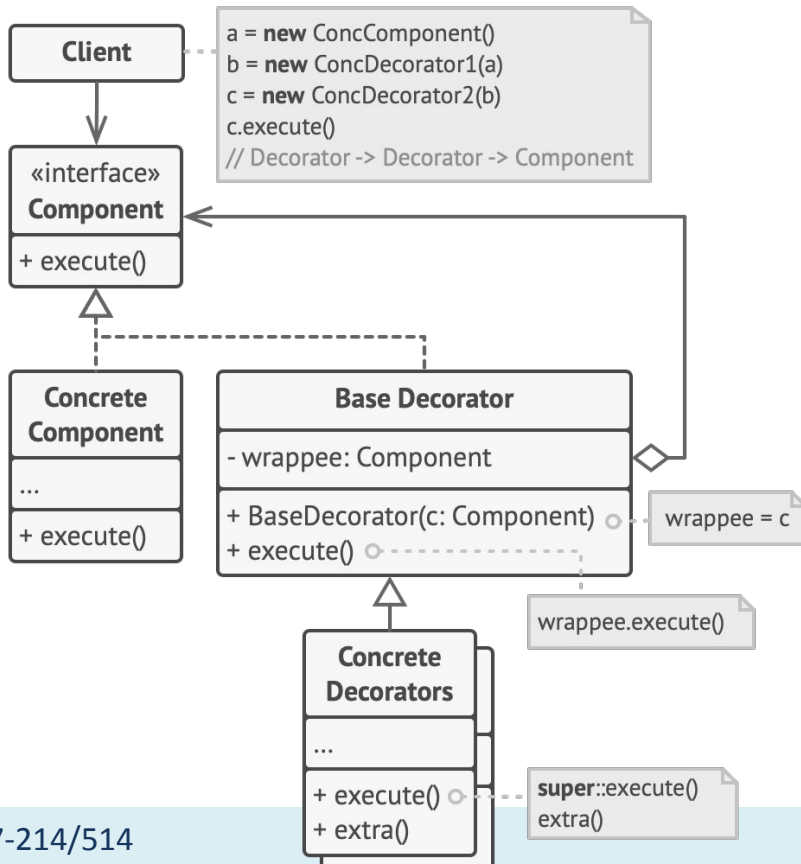 Client
a = new ConcComponent()
b = new ConcDecorator1(a)
c = new ConcDecorator2(b)
c.execute()
// Decorator -> Decorator -> Component
«interface»
Component
+ execute()
Concrete
Component
...
+ execute()
Base Decorator
- wrappee: Component
+ BaseDecorator(c: Component)
+ execute()
wrappee = c
wrappee.execute()
Concrete
Decorators
...
+ execute()
+ extra()
super::execute()
extra()
7-214/514